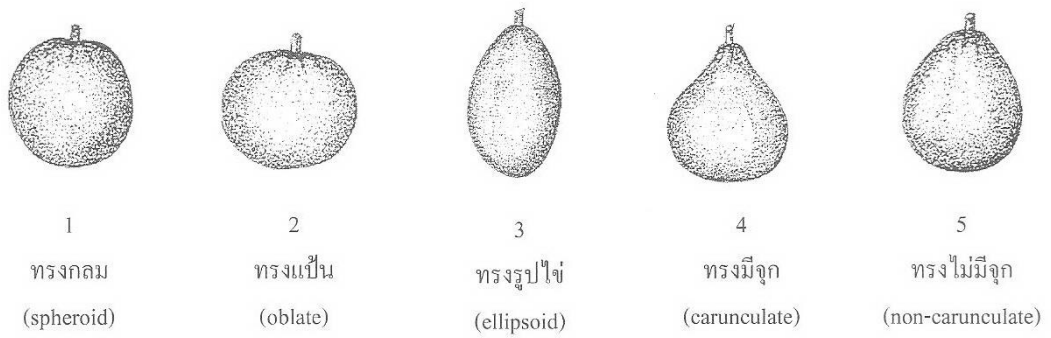 1
ทรงกลม
(spheroid)
2
ทรงแป้น
(oblate)
3
ทรงรูปไข่
(ellipsoid)
4
ทรงมีจุก
(carunculate)
5
ทรงไม่มีจุก
(non-carunculate)